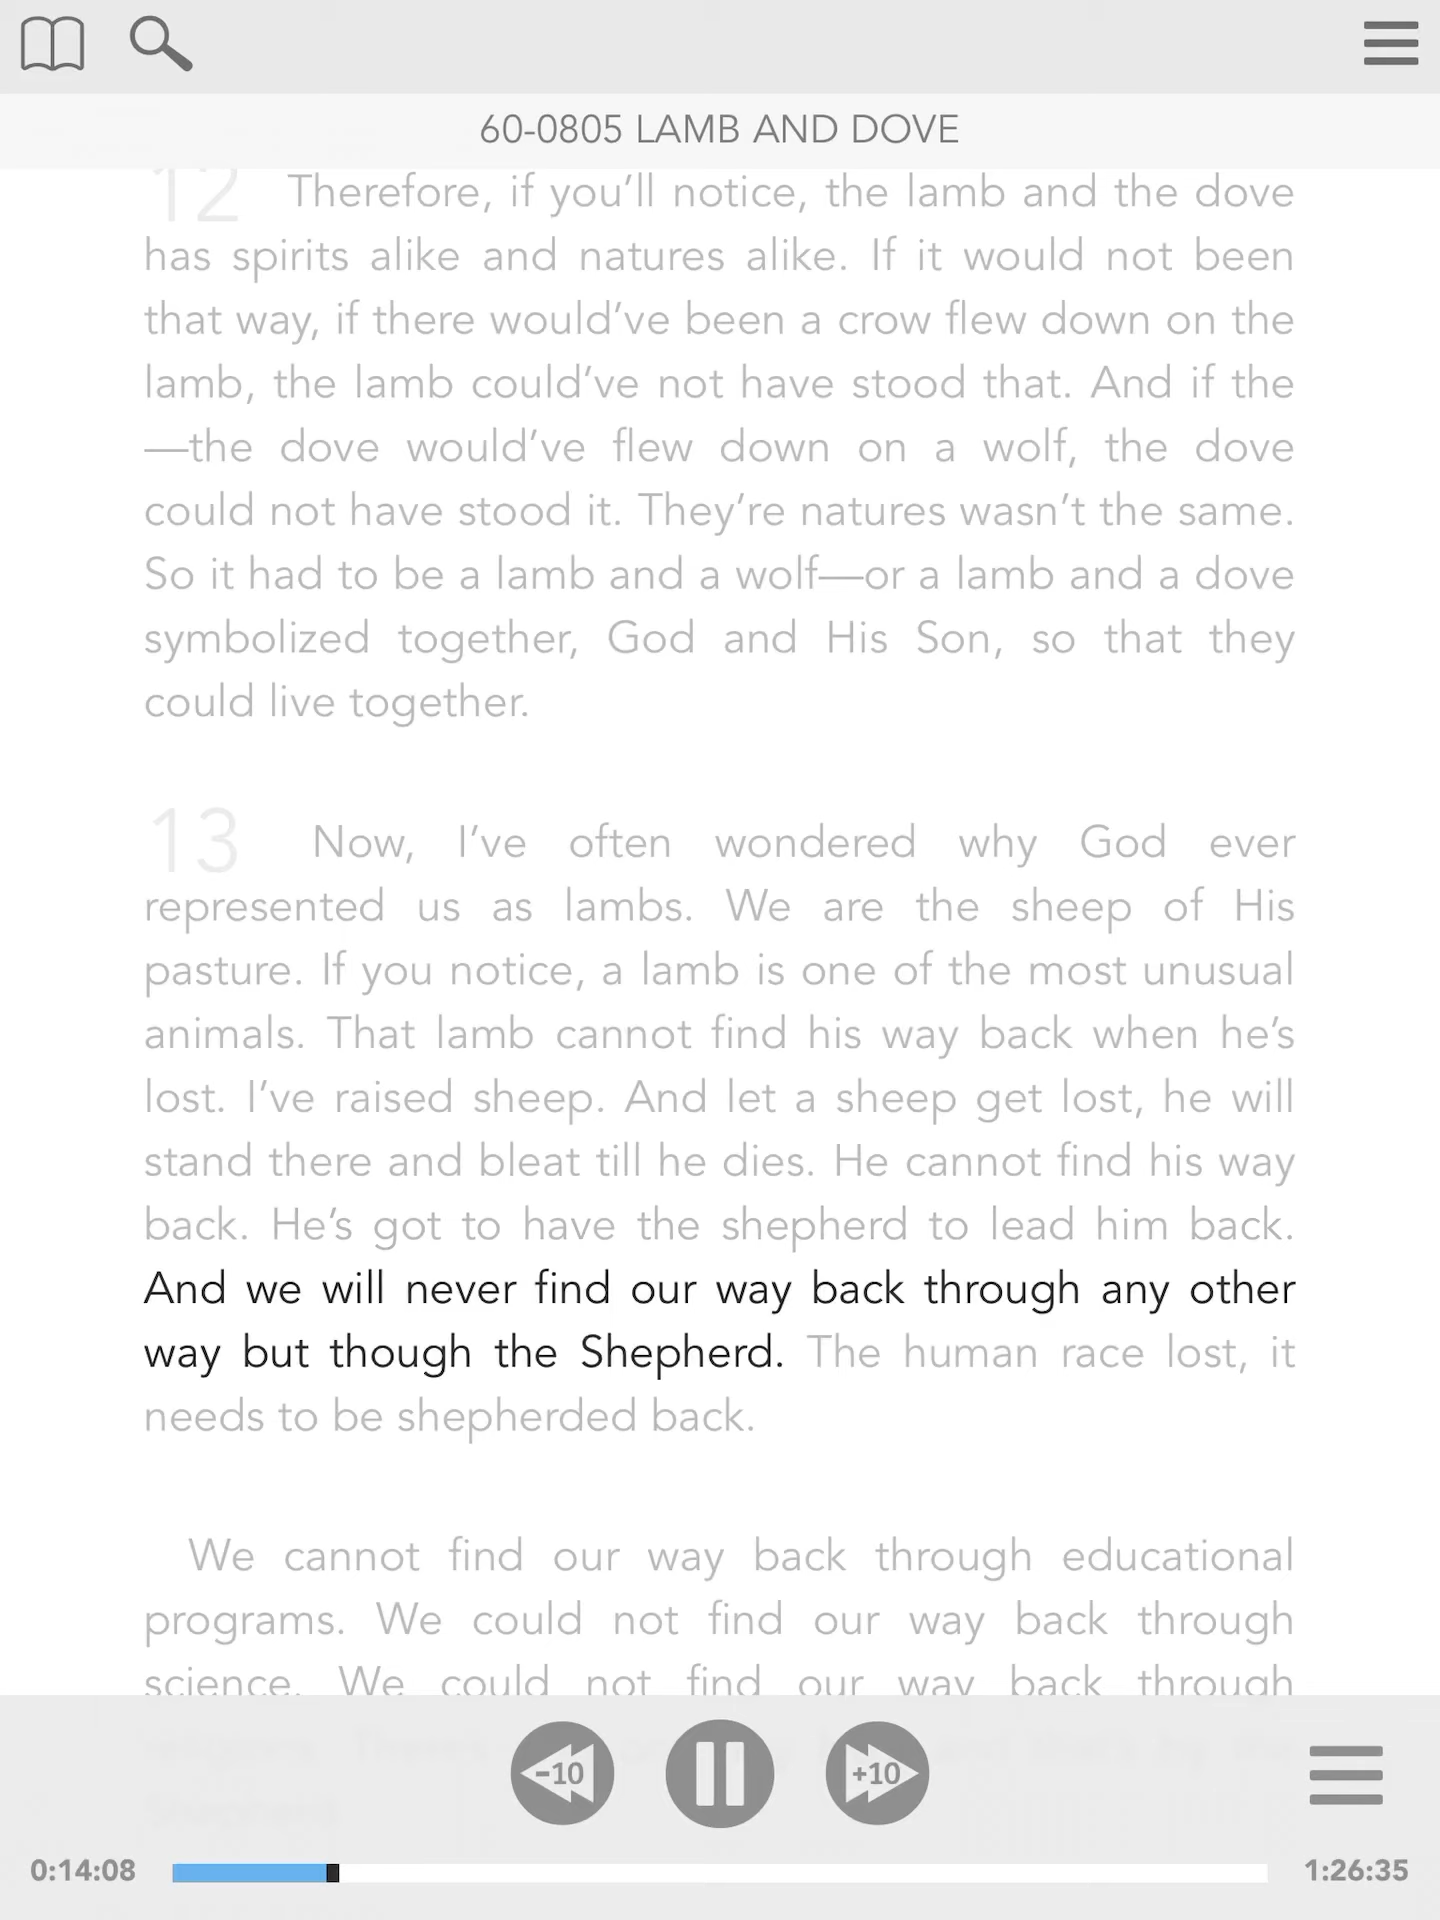 60-0805 LAMB AND DOVE
12 Therefore, if you’ll notice, the lamb and the dove
has spirits alike and natures alike. If it would not been
that way, if there would’ve been a crow flew down on the
lamb, the lamb could’ve not have stood that. And if the
—the dove would’ve flew down on a wolf, the dove
could not have stood it. They’re natures wasn’t the same.
So it had to be a lamb and a wolf—or a lamb and a dove
symbolized together, God and His Son, so that they
could live together.
13 Now, I’ve often wondered why God ever
represented us as lambs. We are the sheep of His
pasture. If you notice, a lamb is one of the most unusual
animals. That lamb cannot find his way back when he’s
lost. I’ve raised sheep. And let a sheep get lost, he will
stand there and bleat till he dies. He cannot find his way
back. He’s got to have the shepherd to lead him back.
And we will never find our way back through any other
way but though the Shepherd. The human race lost, it
needs to be shepherded back.
We cannot find our way back through educational
programs. We could not find our way back through
science. We could not find our way back through
-10 +10
0:14:08 1:26:35